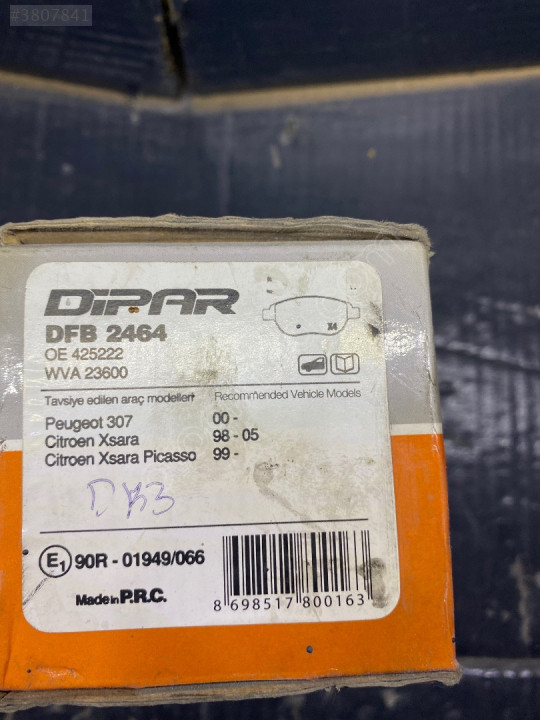 #3807841
DiPAR
DFB 2464
OE 425222
WVA 23600
X4
Tavsiye edilen araç modelleri Recommended Vehicle Models
Peugeot 307 00 -
Citroen Xsara 98 - 05
Citroen Xsara Picasso 99 -
DB3
E1 90R - 01949/066
Made in P.R.C.
8 698517 800163